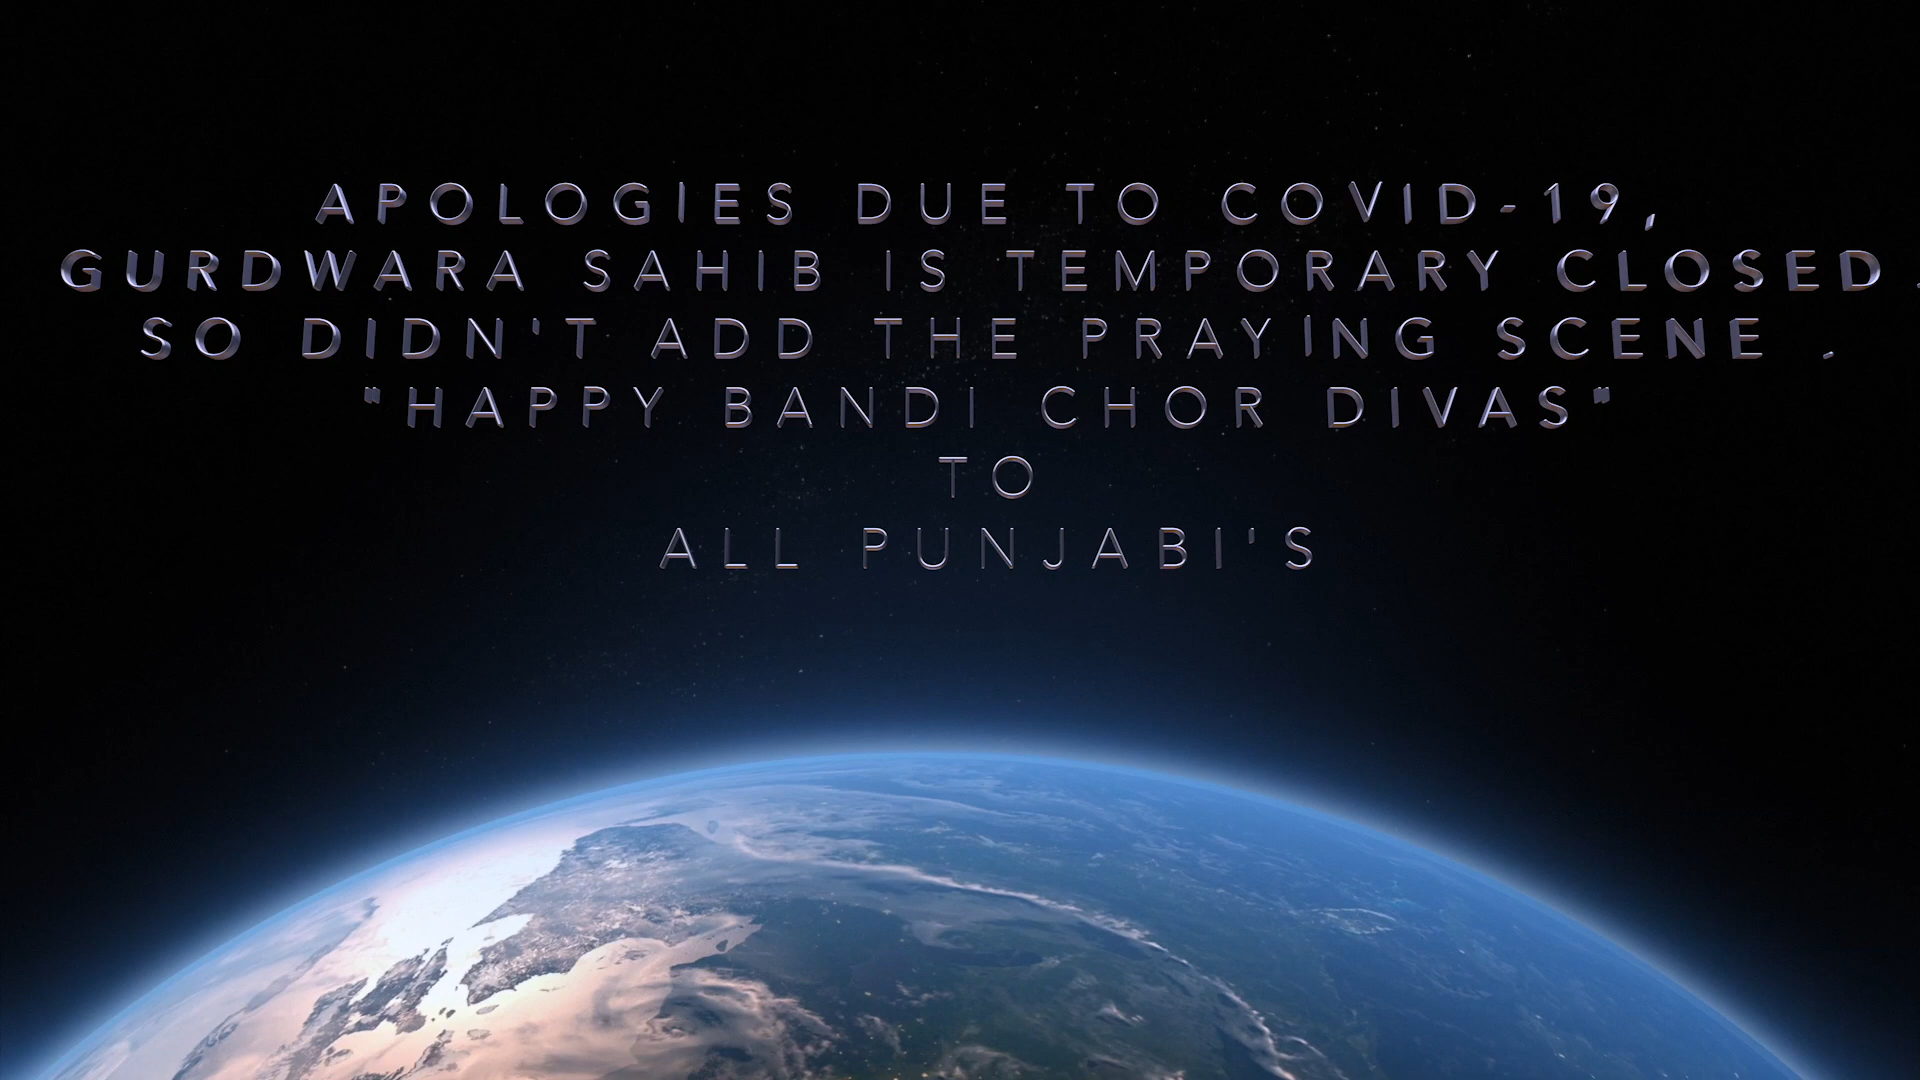 APOLOGIES DUE TO COVID-19,
GURDWARA SAHIB IS TEMPORARY CLOSED.
SO DIDN'T ADD THE PRAYING SCENE .
"HAPPY BANDI CHOR DIVAS"
TO
ALL PUNJABI'S